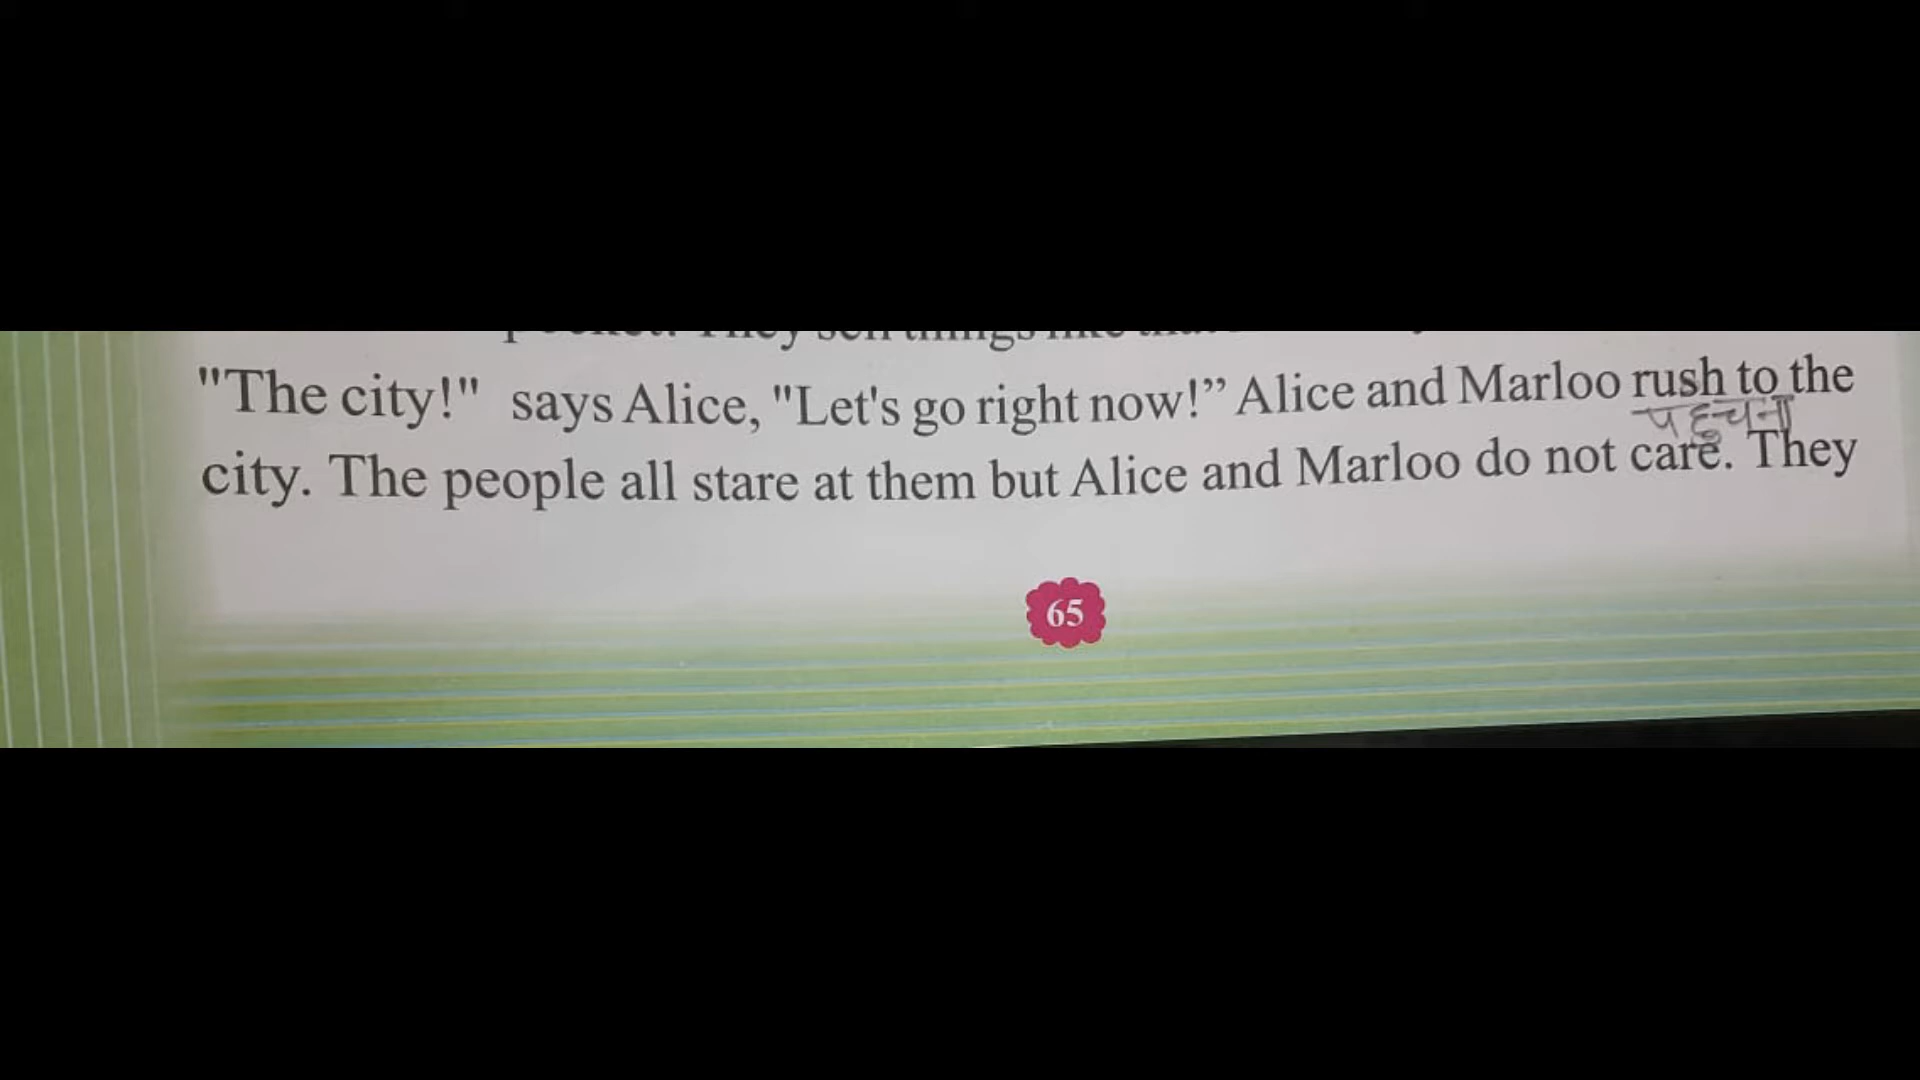 "The city!" says Alice, "Let's go right now!” Alice and Marloo rush to the
पहुचना
city. The people all stare at them but Alice and Marloo do not care. They
65